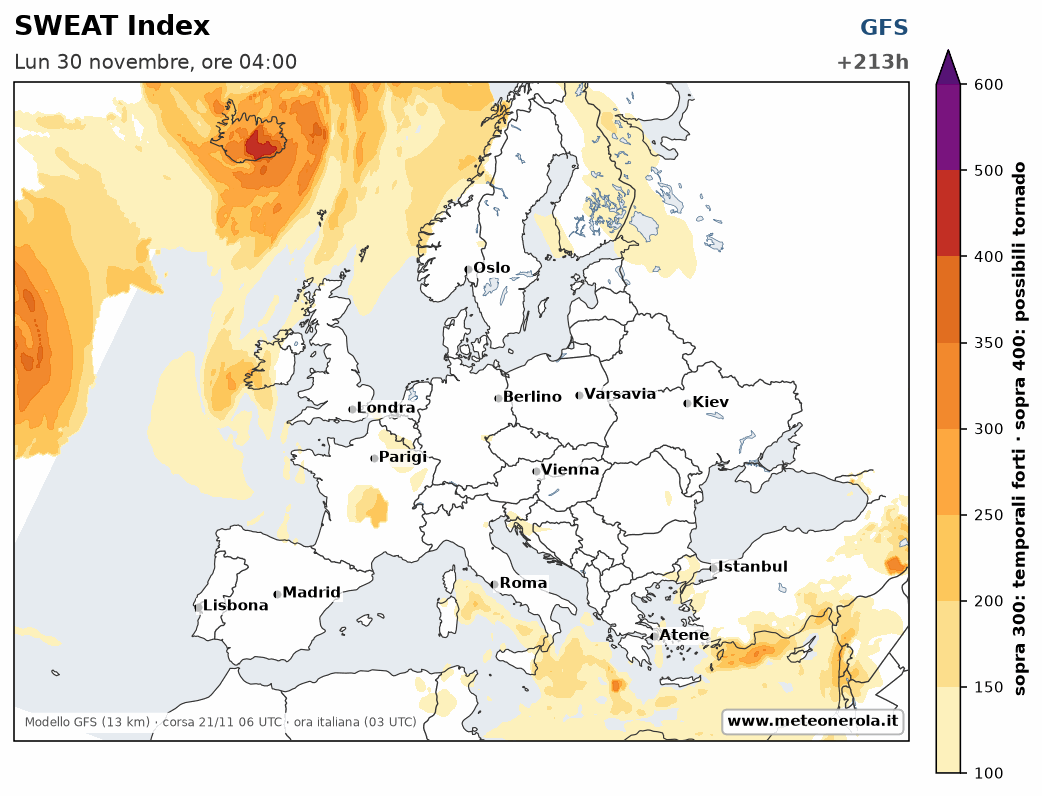 SWEAT Index
GFS
Lun 30 novembre, ore 04:00
+213h
Oslo
Londra
Berlino
Varsavia
Kiev
Parigi
Vienna
Lisbona
Madrid
Roma
Istanbul
Atene
Modello GFS (13 km) · corsa 21/11 06 UTC · ora italiana (03 UTC)
www.meteonerola.it
600
500
400
350
300
250
200
150
100
sopra 300: temporali forti · sopra 400: possibili tornado